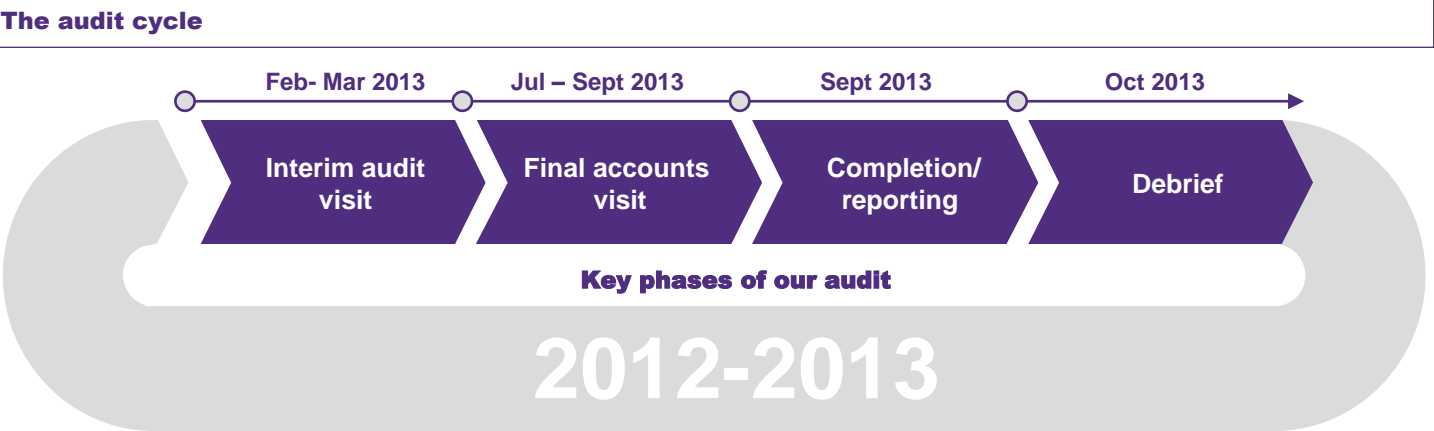 The audit cycle
Feb- Mar 2013
Jul – Sept 2013
Sept 2013
Oct 2013
Interim audit
visit
Final accounts
visit
Completion/
reporting
Debrief
Key phases of our audit
2012-2013